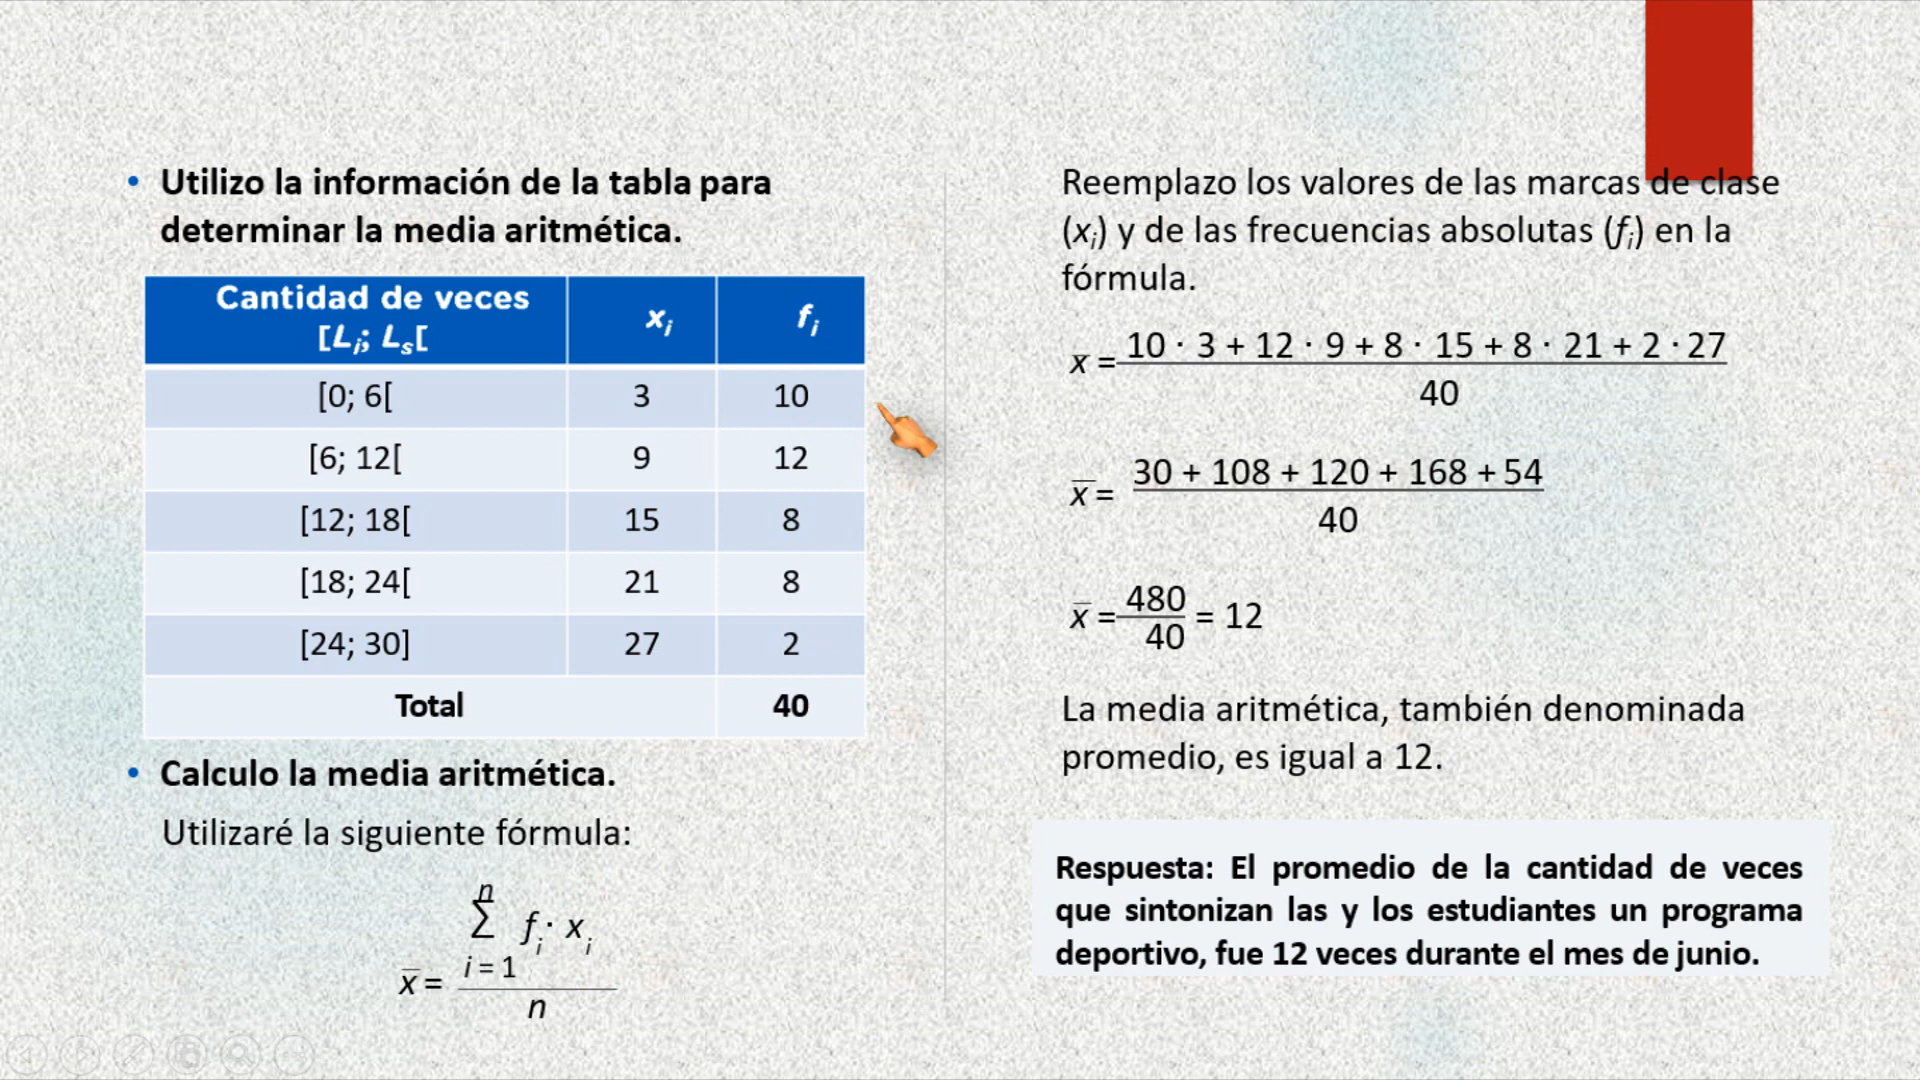 • Utilizo la información de la tabla para
determinar la media aritmética.
Cantidad de veces
[Lᵢ; Lₛ[
xᵢ
fᵢ
[0; 6[ 3 10
[6; 12[ 9 12
[12; 18[ 15 8
[18; 24[ 21 8
[24; 30] 27 2
Total 40
• Calculo la media aritmética.
Utilizaré la siguiente fórmula:
n
Σ fᵢ · xᵢ
i = 1
x̅ =
n
Reemplazo los valores de las marcas de clase
(xᵢ) y de las frecuencias absolutas (fᵢ) en la
fórmula.
10 · 3 + 12 · 9 + 8 · 15 + 8 · 21 + 2 · 27
x =
40
30 + 108 + 120 + 168 + 54
x̅ =
40
480
x̅ = = 12
40
La media aritmética, también denominada
promedio, es igual a 12.
Respuesta: El promedio de la cantidad de veces
que sintonizan las y los estudiantes un programa
deportivo, fue 12 veces durante el mes de junio.